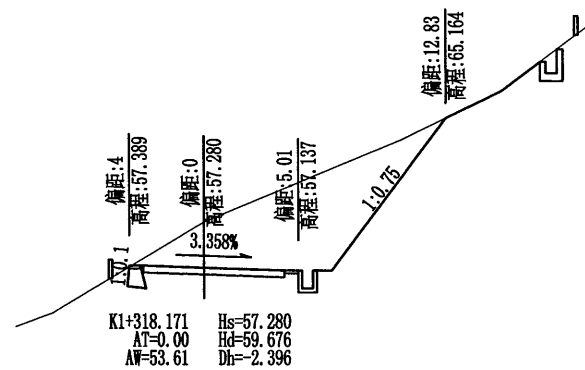 偏距:12.83
高程:65.164
偏距:4
高程:57.389
偏距:0
高程:57.280
偏距:5.01
高程:57.137
1:0.75
3.358%
1:0.1
K1+318.171 Hs=57.280
AT=0.00 Hd=59.676
AW=53.61 Dh=-2.396